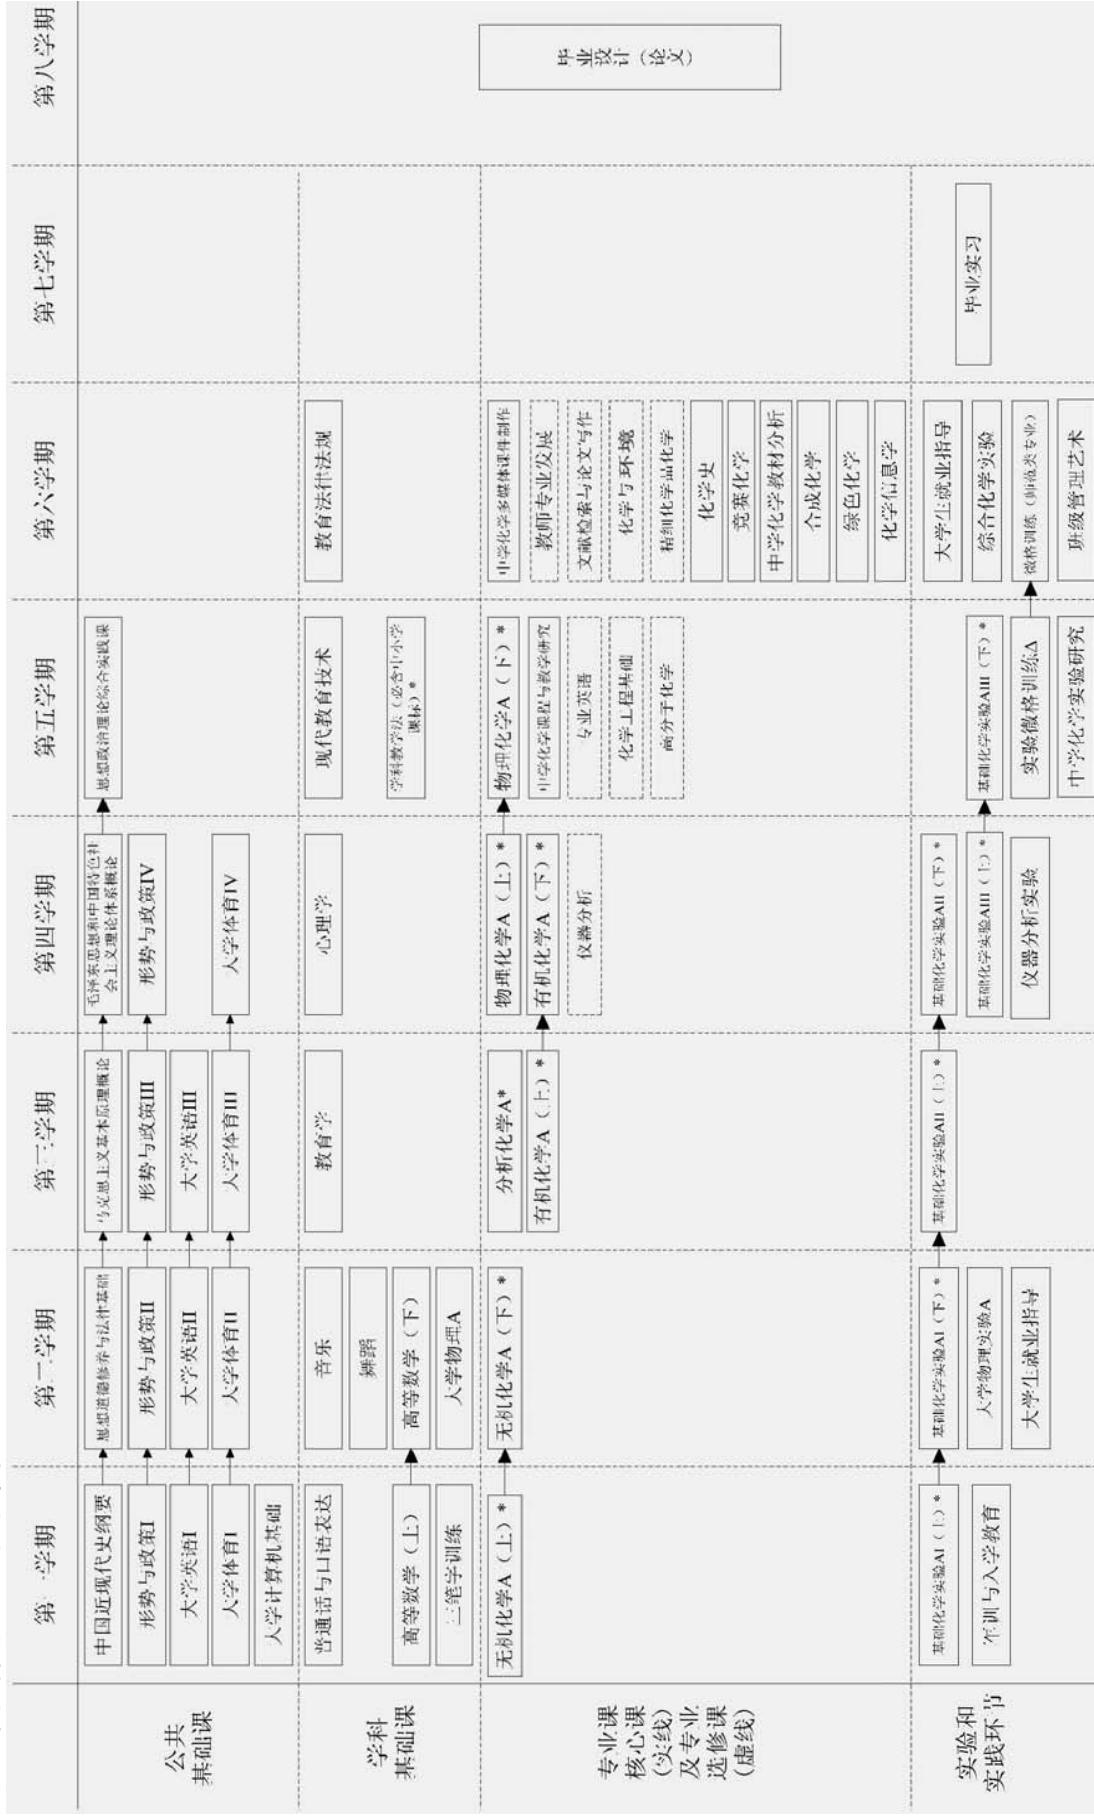 第一学期
第二学期
第三学期
第四学期
第五学期
第六学期
第七学期
第八学期
公共
基础课
中国近现代史纲要
思想道德修养与法律基础
马克思主义基本原理概论
毛泽东思想和中国特色社
会主义理论体系概论
思想政治理论综合实践课
形势与政策I
形势与政策II
形势与政策III
形势与政策IV
大学英语I
大学英语II
大学英语III
大学体育I
大学体育II
大学体育III
大学体育IV
大学计算机基础
学科
基础课
普通话与口语表达
音乐
教育学
心理学
现代教育技术
教育法律法规
舞蹈
高等数学（上）
高等数学（下）
学科教学法（必含中小学
课标）*
三笔字训练
大学物理A
专业课
核心课
(实线)
及专业
选修课
(虚线)
无机化学A（上）*
无机化学A（下）*
分析化学A*
物理化学A（上）*
物理化学A（下）*
中学化学多媒体课件制作
有机化学A（上）*
有机化学A（下）*
中学化学课程与教学研究
教师专业发展
仪器分析
专业英语
文献检索与论文写作
化学工程基础
化学与环境
高分子化学
精细化学品化学
化学史
竞赛化学
中学化学教材分析
合成化学
绿色化学
化学信息学
毕业设计（论文）
实验和
实践环节
基础化学实验AI（上）*
基础化学实验AI（下）*
基础化学实验AII（上）*
基础化学实验AII（下）*
大学生就业指导
军训与入学教育
大学物理实验A
基础化学实验AIII（上）*
基础化学实验AIII（下）*
综合化学实验
毕业实习
大学生就业指导
仪器分析实验
实验微格训练Δ
微格训练（师范类专业）
中学化学实验研究
班级管理艺术